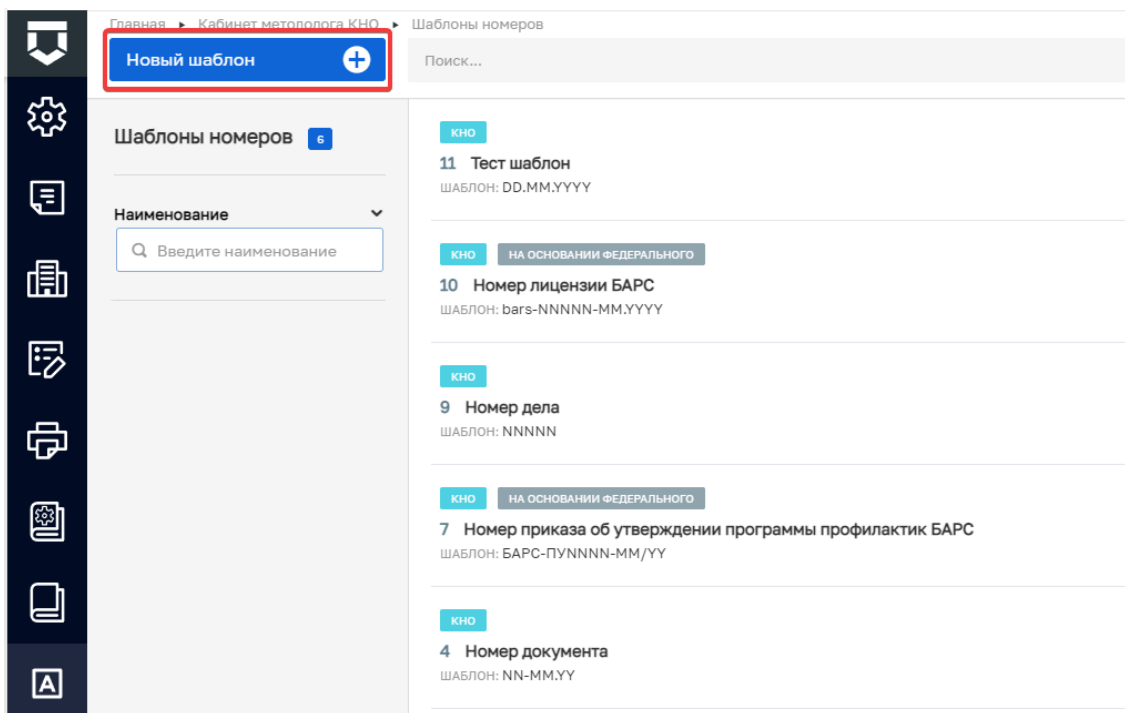 Главная ▸ Кабинет методолога КНО ▸ Шаблоны номеров
Новый шаблон
Поиск...
Шаблоны номеров 6
Наименование
Введите наименование
КНО
11 Тест шаблон
ШАБЛОН: DD.MM.YYYY
КНО НА ОСНОВАНИИ ФЕДЕРАЛЬНОГО
10 Номер лицензии БАРС
ШАБЛОН: bars-NNNNN-MM.YYYY
КНО
9 Номер дела
ШАБЛОН: NNNNN
КНО НА ОСНОВАНИИ ФЕДЕРАЛЬНОГО
7 Номер приказа об утверждении программы профилактик БАРС
ШАБЛОН: БАРС-ПУNNNN-MM/YY
КНО
4 Номер документа
ШАБЛОН: NN-MM.YY
A